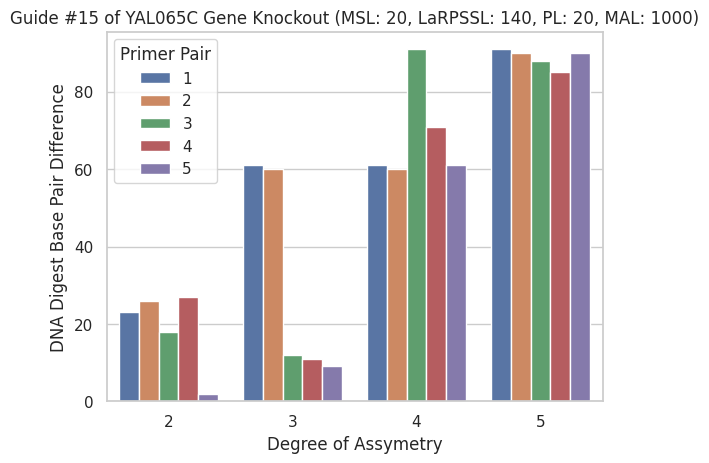 Guide #15 of YAL065C Gene Knockout (MSL: 20, LaRPSSL: 140, PL: 20, MAL: 1000)
Primer Pair
1
2
3
4
5
DNA Digest Base Pair Difference
80
60
40
20
0
2 3 4 5
Degree of Assymetry